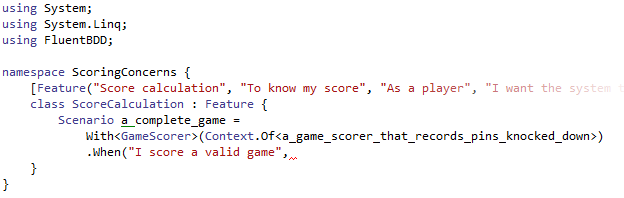 using System;
using System.Linq;
using FluentBDD;
namespace ScoringConcerns {
[Feature("Score calculation", "To know my score", "As a player", "I want the system t
class ScoreCalculation : Feature {
Scenario a_complete_game =
With<GameScorer>(Context.Of<a_game_scorer_that_records_pins_knocked_down>)
.When("I score a valid game",
}
}